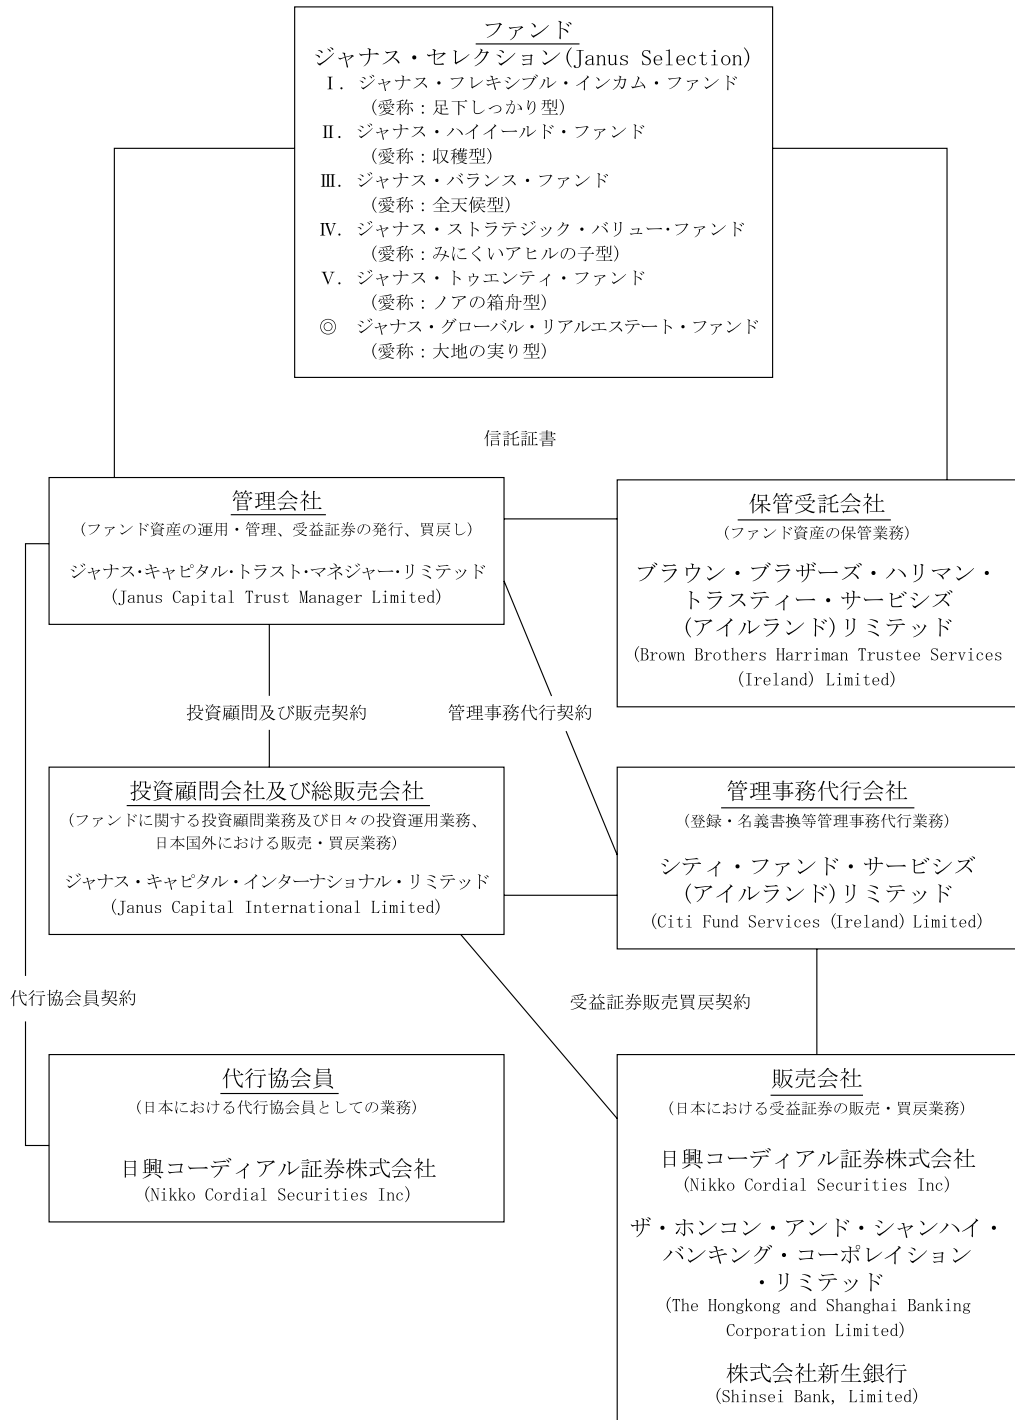 ファンド
ジャナス・セレクション(Janus Selection)
Ⅰ. ジャナス・フレキシブル・インカム・ファンド
(愛称：足下しっかり型)
Ⅱ. ジャナス・ハイイールド・ファンド
(愛称：収穫型)
Ⅲ. ジャナス・バランス・ファンド
(愛称：全天候型)
Ⅳ. ジャナス・ストラテジック・バリュー・ファンド
(愛称：みにくいアヒルの子型)
Ⅴ. ジャナス・トゥエンティ・ファンド
(愛称：ノアの箱舟型)
◎ ジャナス・グローバル・リアルエステート・ファンド
(愛称：大地の実り型)
信託証書
管理会社
(ファンド資産の運用・管理、受益証券の発行、買戻し)
ジャナス・キャピタル・トラスト・マネジャー・リミテッド
(Janus Capital Trust Manager Limited)
保管受託会社
(ファンド資産の保管業務)
ブラウン・ブラザーズ・ハリマン・
トラスティー・サービシズ
(アイルランド)リミテッド
(Brown Brothers Harriman Trustee Services
(Ireland) Limited)
投資顧問及び販売契約
管理事務代行契約
投資顧問会社及び総販売会社
(ファンドに関する投資顧問業務及び日々の投資運用業務、
日本国外における販売・買戻業務)
ジャナス・キャピタル・インターナショナル・リミテッド
(Janus Capital International Limited)
管理事務代行会社
(登録・名義書換等管理事務代行業務)
シティ・ファンド・サービシズ
(アイルランド)リミテッド
(Citi Fund Services (Ireland) Limited)
代行協会員契約
受益証券販売買戻契約
代行協会員
(日本における代行協会員としての業務)
日興コーディアル証券株式会社
(Nikko Cordial Securities Inc)
販売会社
(日本における受益証券の販売・買戻業務)
日興コーディアル証券株式会社
(Nikko Cordial Securities Inc)
ザ・ホンコン・アンド・シャンハイ・
バンキング・コーポレイション
・リミテッド
(The Hongkong and Shanghai Banking
Corporation Limited)
株式会社新生銀行
(Shinsei Bank, Limited)